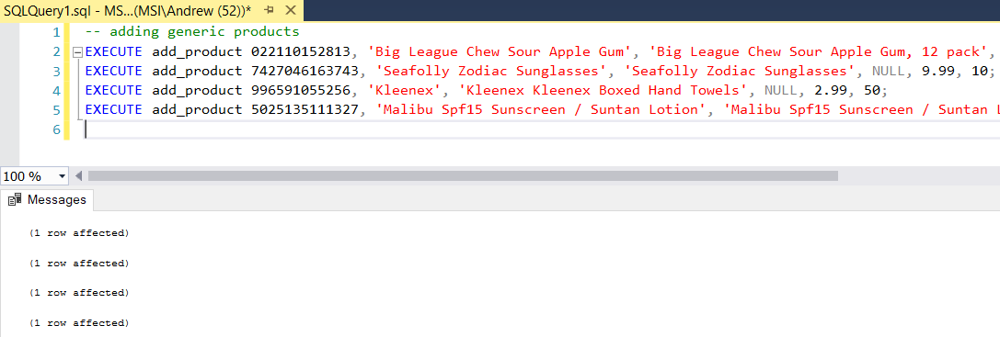 SQLQuery1.sql - MS...(MSI\Andrew (52))*
1 -- adding generic products
2 EXECUTE add_product 022110152813, 'Big League Chew Sour Apple Gum', 'Big League Chew Sour Apple Gum, 12 pack',
3 EXECUTE add_product 7427046163743, 'Seafolly Zodiac Sunglasses', 'Seafolly Zodiac Sunglasses', NULL, 9.99, 10;
4 EXECUTE add_product 996591055256, 'Kleenex', 'Kleenex Kleenex Boxed Hand Towels', NULL, 2.99, 50;
5 EXECUTE add_product 5025135111327, 'Malibu Spf15 Sunscreen / Suntan Lotion', 'Malibu Spf15 Sunscreen / Suntan L
6
100 %
Messages
(1 row affected)
(1 row affected)
(1 row affected)
(1 row affected)